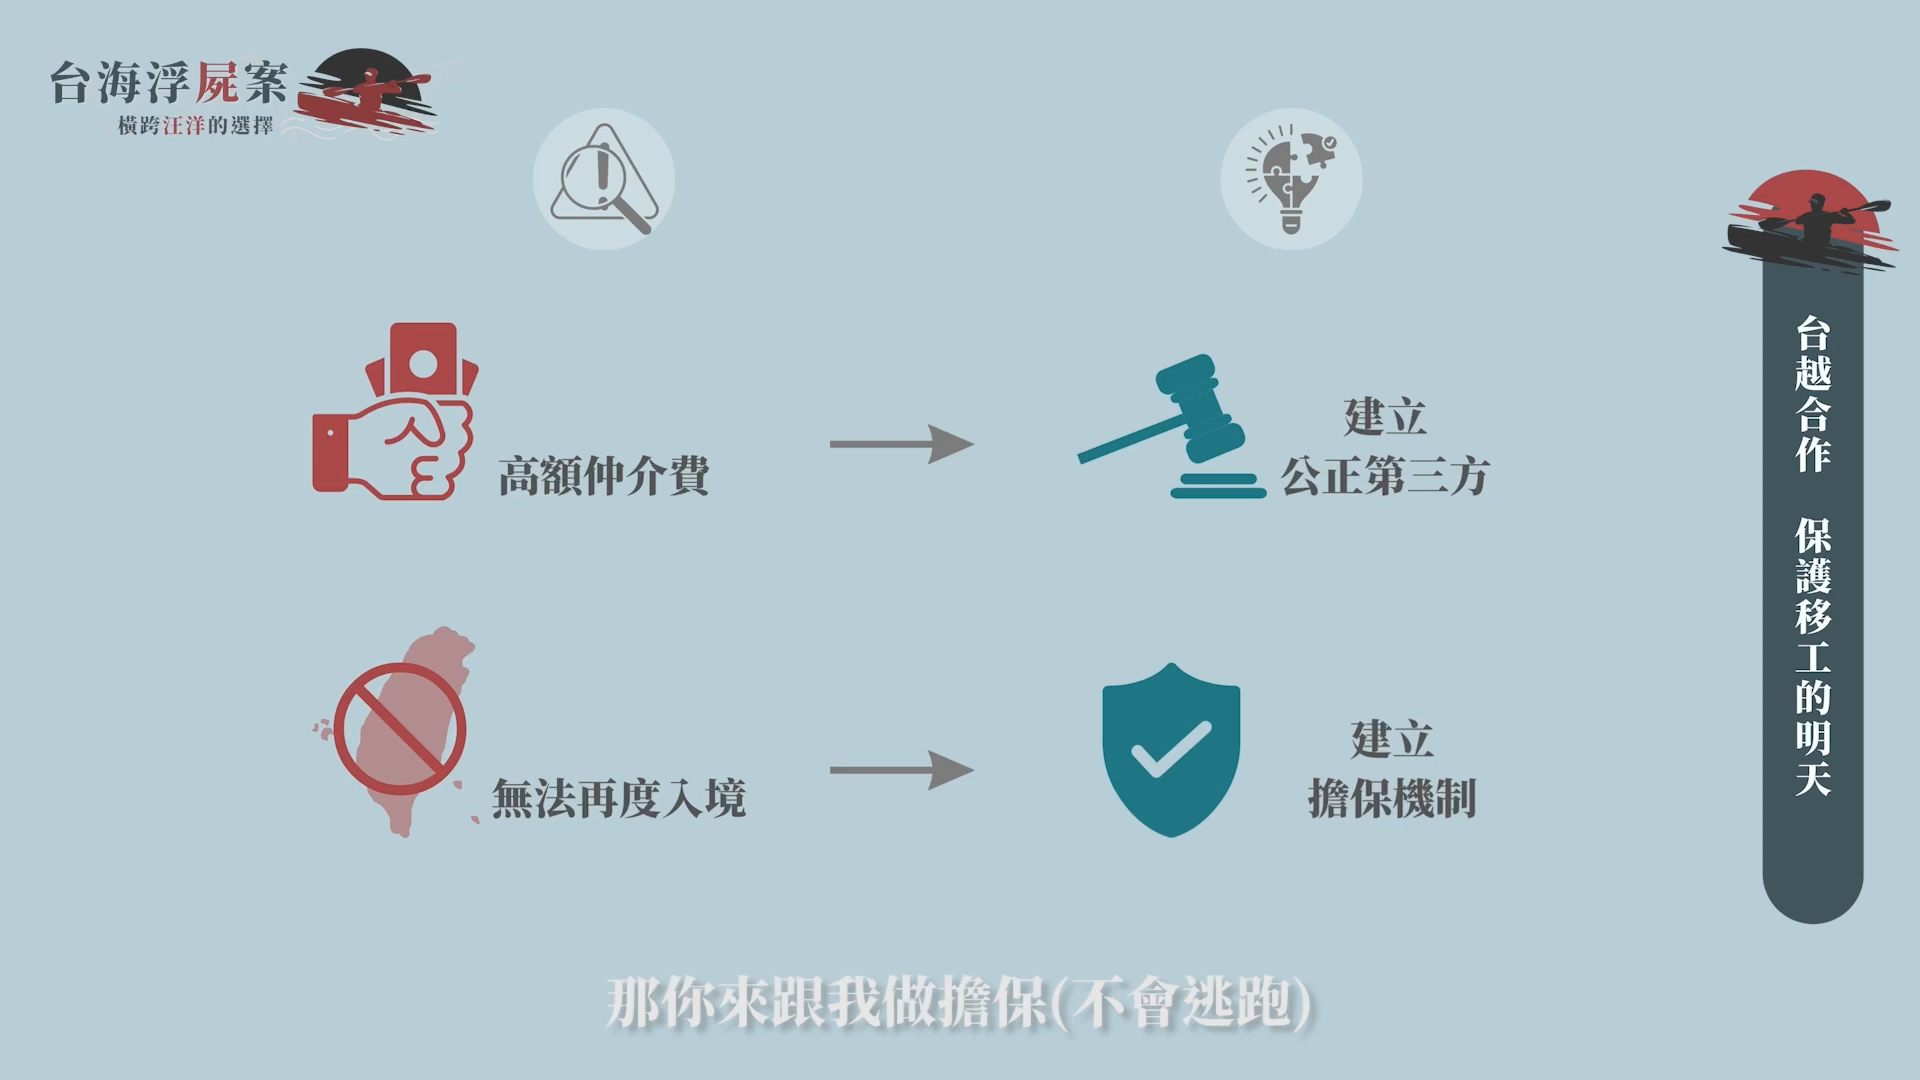 台海浮屍案
橫跨汪洋的選擇
高額仲介費
建立
公正第三方
無法再度入境
建立
擔保機制
台越合作 保護移工的明天
那你來跟我做擔保(不會逃跑)